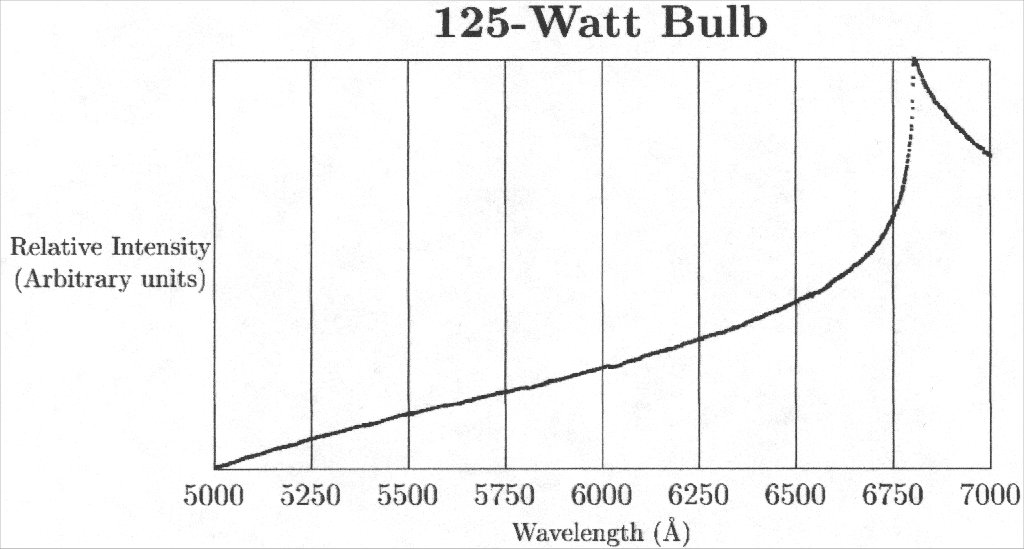 125-Watt Bulb
Relative Intensity
(Arbitrary units)
5000 5250 5500 5750 6000 6250 6500 6750 7000
Wavelength (Å)